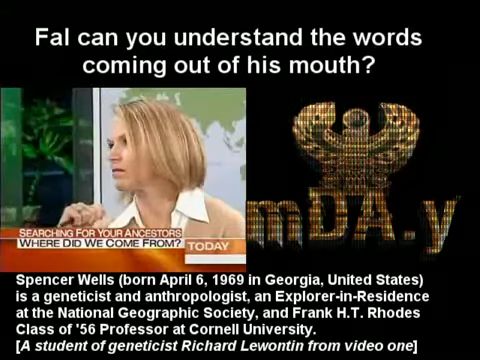 Fal can you understand the words
coming out of his mouth?
SEARCHING FOR YOUR ANCESTORS
WHERE DID WE COME FROM?
TODAY
mDA.y
Spencer Wells (born April 6, 1969 in Georgia, United States)
is a geneticist and anthropologist, an Explorer-in-Residence
at the National Geographic Society, and Frank H.T. Rhodes
Class of '56 Professor at Cornell University.
[A student of geneticist Richard Lewontin from video one]